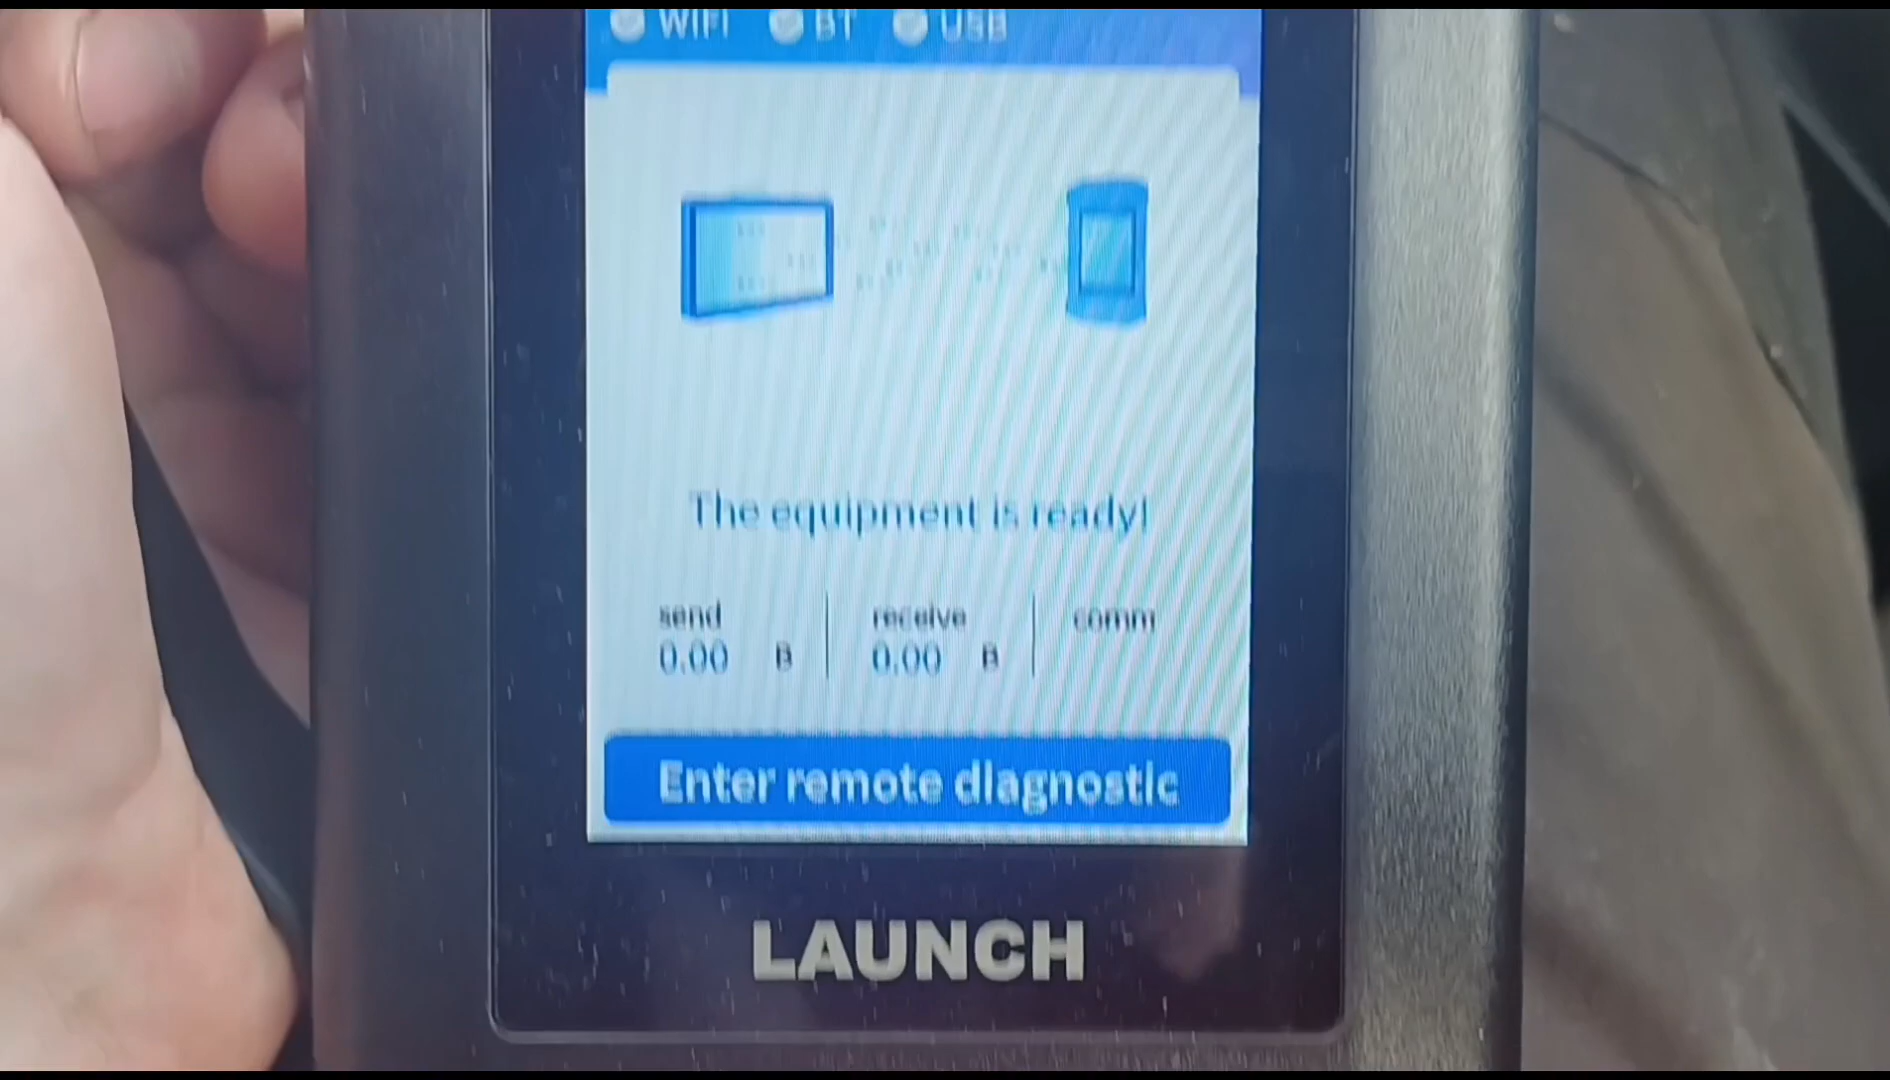 WIFI BT USB
The equipment is ready!
send receive comm
0.00 B 0.00 B
Enter remote diagnostic
LAUNCH